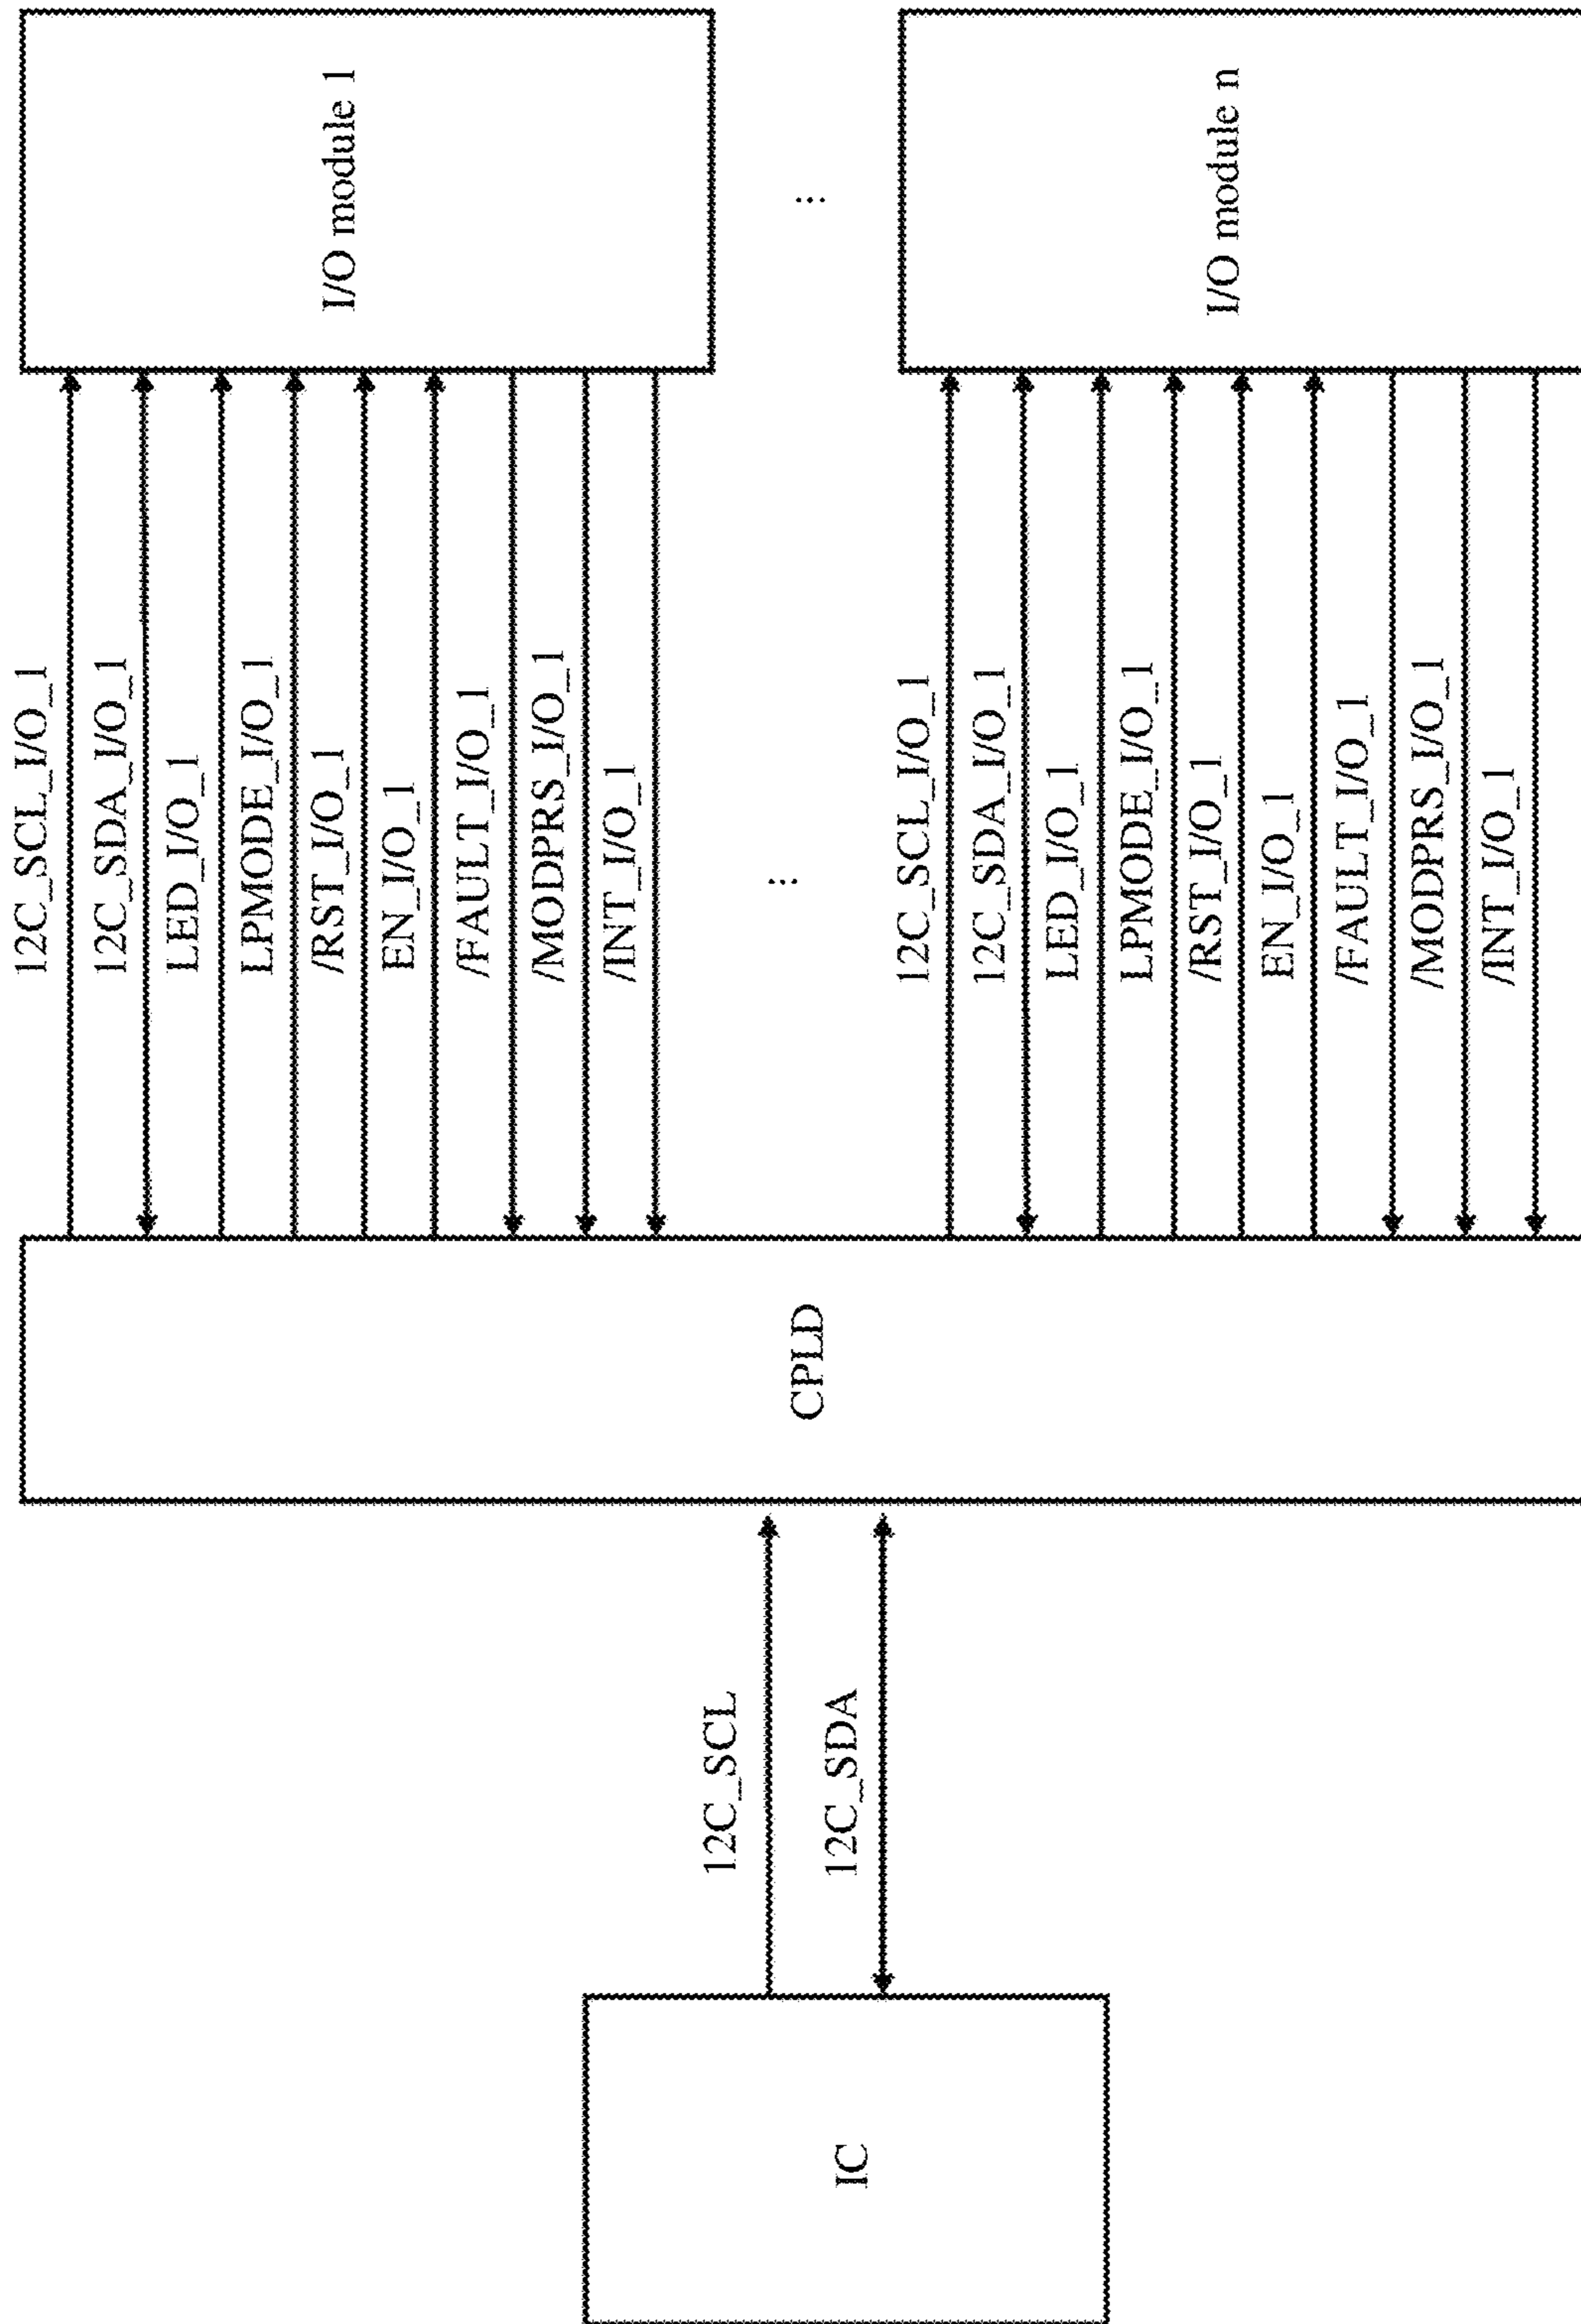 IC
12C_SCL
12C_SDA
CPLD
12C_SCL_I/O_1
12C_SDA_I/O_1
LED_I/O_1
LPMODE_I/O_1
/RST_I/O_1
EN_I/O_1
/FAULT_I/O_1
/MODPRS_I/O_1
/INT_I/O_1
I/O module 1
...
...
12C_SCL_I/O_1
12C_SDA_I/O_1
LED_I/O_1
LPMODE_I/O_1
/RST_I/O_1
EN_I/O_1
/FAULT_I/O_1
/MODPRS_I/O_1
/INT_I/O_1
I/O module n